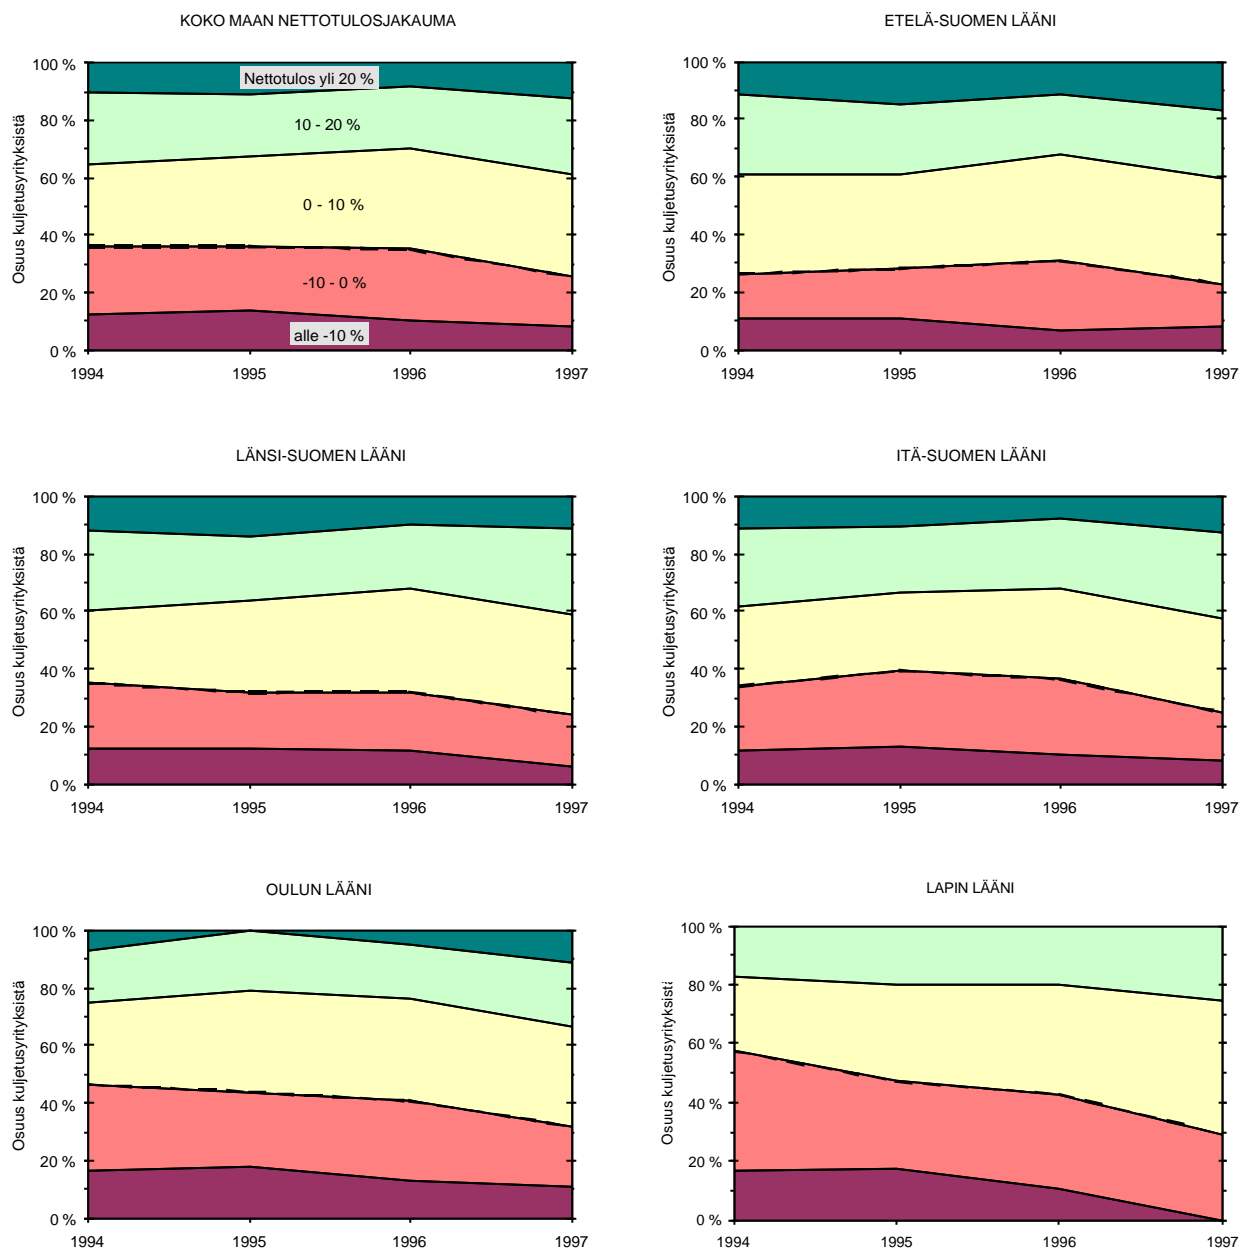 KOKO MAAN NETTOTULOSJAKAUMA
Osuus kuljetusyrityksistä
100 %
80 %
60 %
40 %
20 %
0 %
Nettotulos yli 20 %
10 - 20 %
0 - 10 %
-10 - 0 %
alle -10 %
1994 1995 1996 1997
ETELÄ-SUOMEN LÄÄNI
Osuus kuljetusyrityksistä
100 %
80 %
60 %
40 %
20 %
0 %
1994 1995 1996 1997
LÄNSI-SUOMEN LÄÄNI
Osuus kuljetusyrityksistä
100 %
80 %
60 %
40 %
20 %
0 %
1994 1995 1996 1997
ITÄ-SUOMEN LÄÄNI
Osuus kuljetusyrityksistä
100 %
80 %
60 %
40 %
20 %
0 %
1994 1995 1996 1997
OULUN LÄÄNI
Osuus kuljetusyrityksistä
100 %
80 %
60 %
40 %
20 %
0 %
1994 1995 1996 1997
LAPIN LÄÄNI
Osuus kuljetusyrityksistä
100 %
80 %
60 %
40 %
20 %
0 %
1994 1995 1996 1997